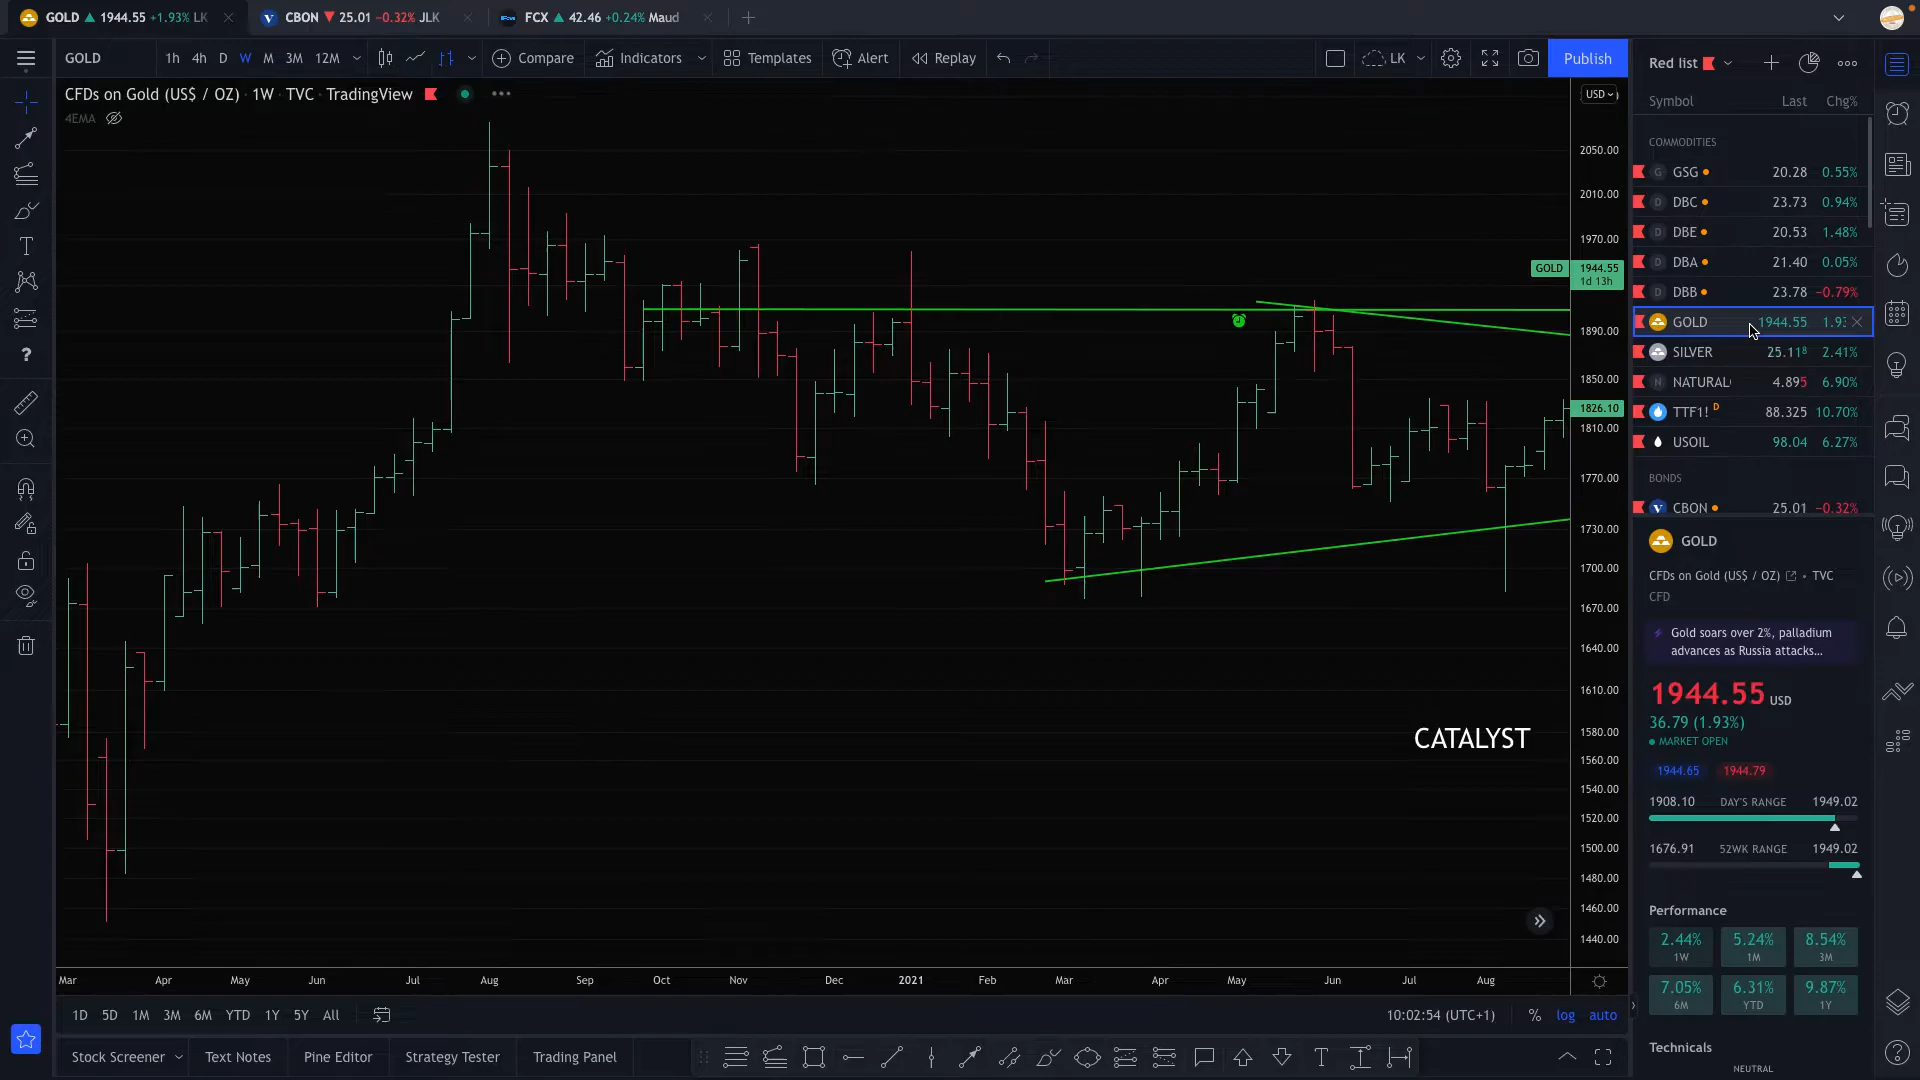 GOLD ▲ 1944.55 +1.93% LK
CBON ▼ 25.01 −0.32% JLK
FCX ▲ 42.46 +0.24% Maud
GOLD 1h 4h D W M 3M 12M Compare Indicators Templates Alert Replay LK Publish
Red list
CFDs on Gold (US$ / OZ) · 1W · TVC · TradingView
4EMA
USD
Symbol Last Chg%
COMMODITIES
GSG 20.28 0.55%
DBC 23.73 0.94%
DBE 20.53 1.48%
DBA 21.40 0.05%
DBB 23.78 −0.79%
GOLD 1944.55 1.93
SILVER 25.118 2.41%
NATURAL 4.895 6.90%
TTF1! D 88.325 10.70%
USOIL 98.04 6.27%
BONDS
CBON 25.01 −0.32%
2050.00
2010.00
1970.00
GOLD 1944.55
1d 13h
1890.00
1850.00
1826.10
1810.00
1770.00
1730.00
1700.00
1670.00
1640.00
1610.00
1580.00
1560.00
1540.00
1520.00
1500.00
1480.00
1460.00
1440.00
CATALYST
GOLD
CFDs on Gold (US$ / OZ) • TVC
CFD
Gold soars over 2%, palladium
advances as Russia attacks...
1944.55 USD
36.79 (1.93%)
MARKET OPEN
1944.65 1944.79
1908.10 DAY'S RANGE 1949.02
1676.91 52WK RANGE 1949.02
Performance
2.44% 5.24% 8.54%
1W 1M 3M
7.05% 6.31% 9.87%
6M YTD 1Y
Technicals
NEUTRAL
Mar Apr May Jun Jul Aug Sep Oct Nov Dec 2021 Feb Mar Apr May Jun Jul Aug
1D 5D 1M 3M 6M YTD 1Y 5Y All
10:02:54 (UTC+1) % log auto
Stock Screener Text Notes Pine Editor Strategy Tester Trading Panel